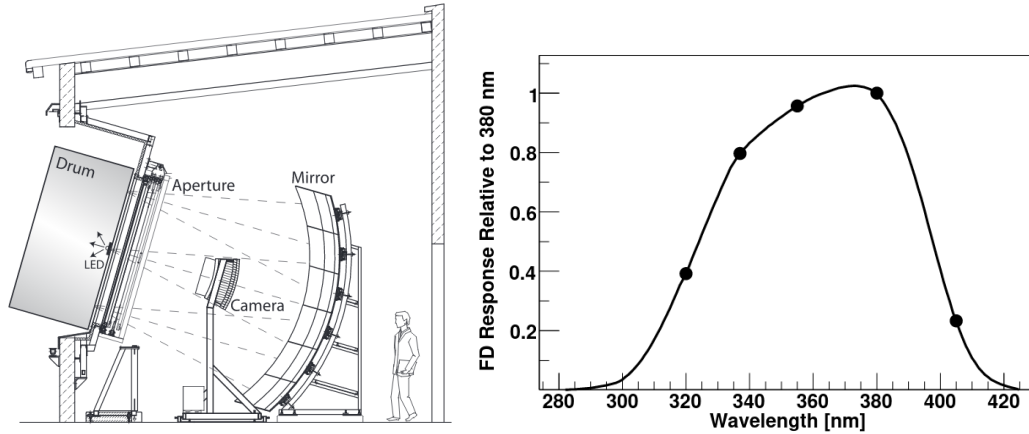 Drum
Aperture
Mirror
LED
Camera
FD Response Relative to 380 nm
1
0.8
0.6
0.4
0.2
280 300 320 340 360 380 400 420
Wavelength [nm]